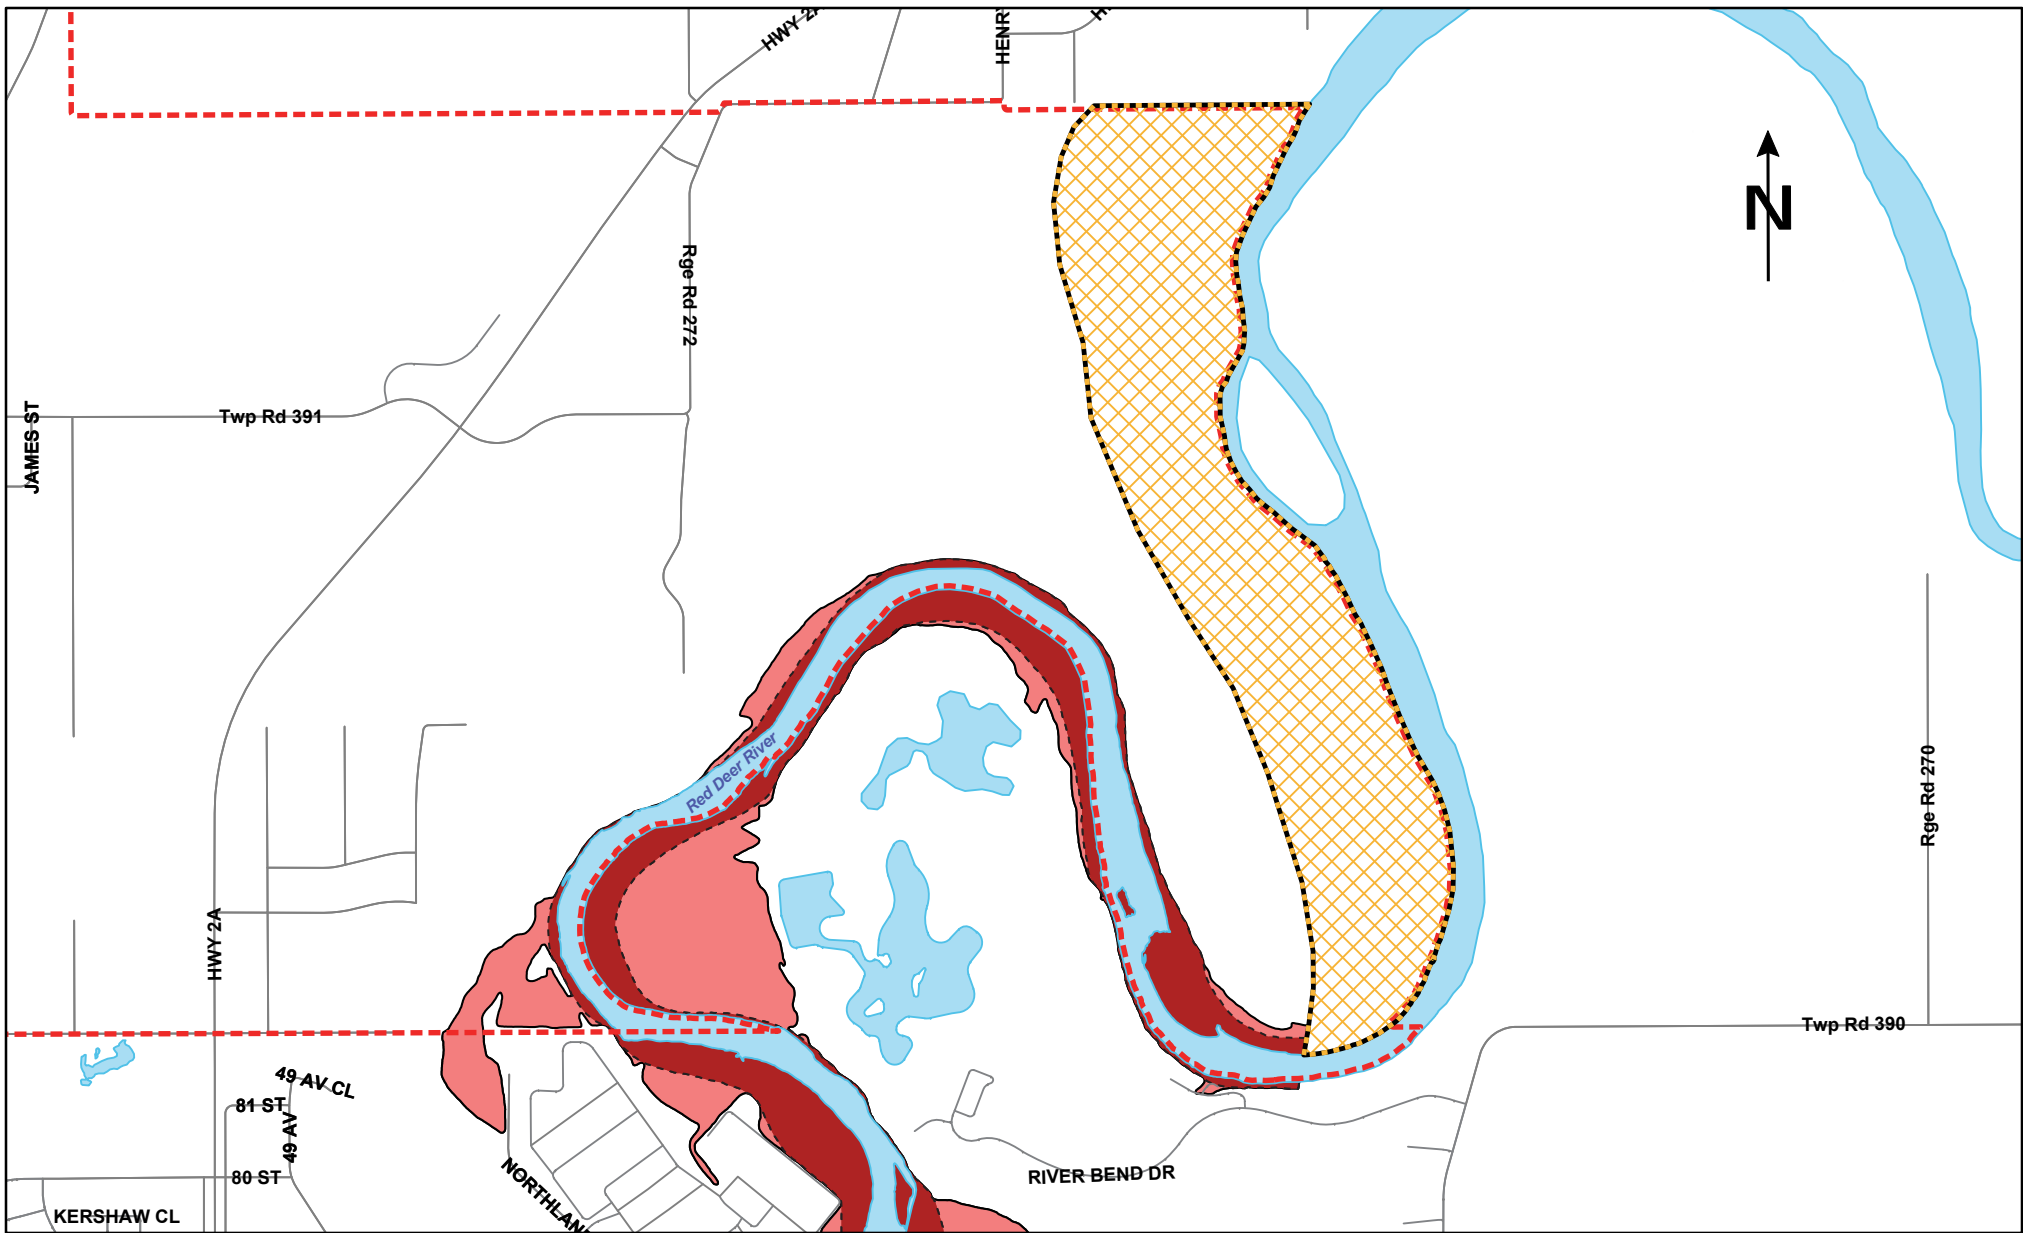 HWY 2A
HENRY
N
Rge Rd 272
Twp Rd 391
JAMES ST
Red Deer River
Rge Rd 270
HWY 2A
Twp Rd 390
49 AV CL
81 ST
49 AV
80 ST
RIVER BEND DR
NORTHLAN
KERSHAW CL